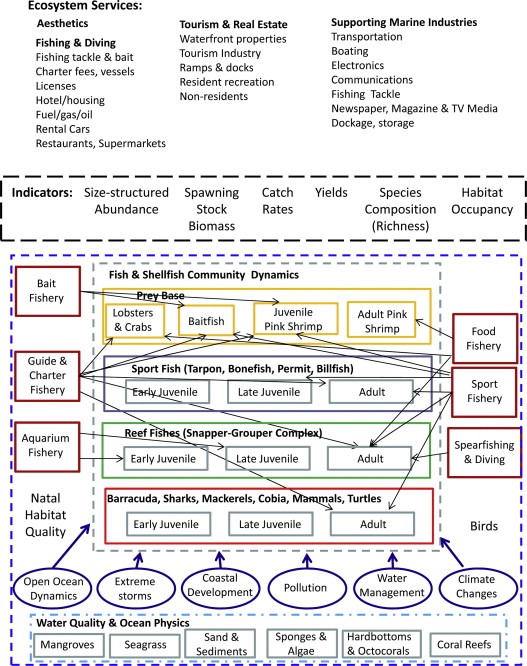 Ecosystem Services:
Aesthetics
Fishing & Diving
Fishing tackle & bait
Charter fees, vessels
Licenses
Hotel/housing
Fuel/gas/oil
Rental Cars
Restaurants, Supermarkets
Tourism & Real Estate
Waterfront properties
Tourism Industry
Ramps & docks
Resident recreation
Non-residents
Supporting Marine Industries
Transportation
Boating
Electronics
Communications
Fishing Tackle
Newspaper, Magazine & TV Media
Dockage, storage
Indicators:
Size-structured
Abundance
Spawning
Stock
Biomass
Catch
Rates
Yields
Species
Composition
(Richness)
Habitat
Occupancy
Fish & Shellfish Community Dynamics
Bait
Fishery
Guide &
Charter
Fishery
Aquarium
Fishery
Natal
Habitat
Quality
Prey Base
Lobsters
& Crabs
Baitfish
Juvenile
Pink Shrimp
Adult Pink
Shrimp
Sport Fish (Tarpon, Bonefish, Permit, Billfish)
Early Juvenile
Late Juvenile
Adult
Reef Fishes (Snapper-Grouper Complex)
Early Juvenile
Late Juvenile
Adult
Barracuda, Sharks, Mackerels, Cobia, Mammals, Turtles
Early Juvenile
Late Juvenile
Adult
Food
Fishery
Sport
Fishery
Spearfishing
& Diving
Birds
Open Ocean
Dynamics
Extreme
storms
Coastal
Development
Pollution
Water
Management
Climate
Changes
Water Quality & Ocean Physics
Mangroves
Seagrass
Sand &
Sediments
Sponges &
Algae
Hardbottoms
& Octocorals
Coral Reefs